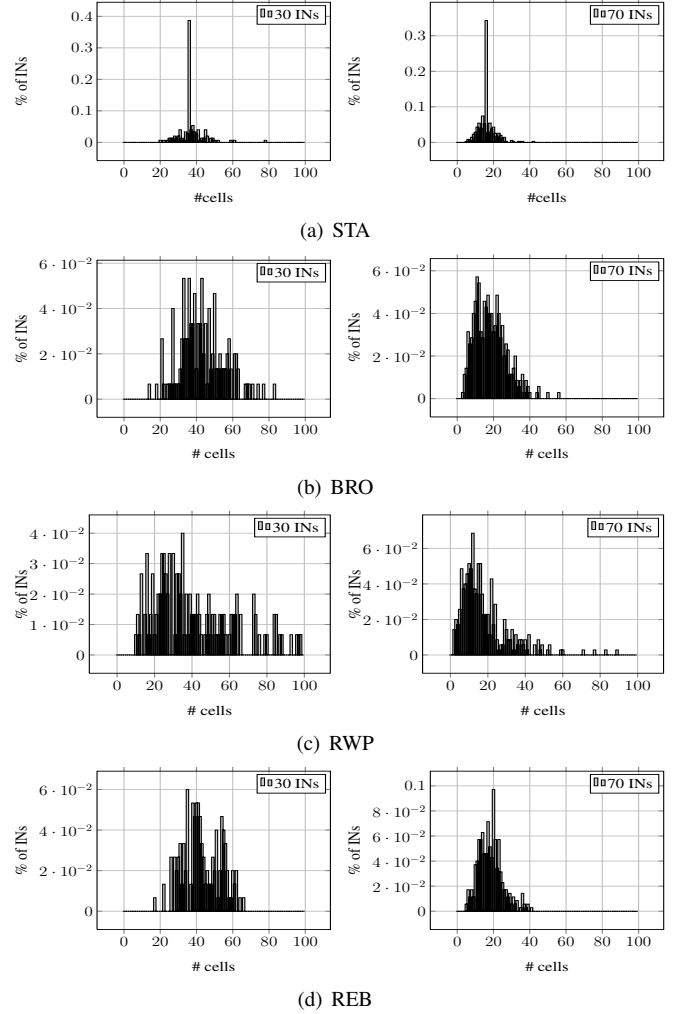 30 INs
0.4
0.3
0.2
0.1
0
% of INs
0 20 40 60 80 100
#cells
70 INs
0.3
0.2
0.1
0
% of INs
0 20 40 60 80 100
#cells
(a) STA
30 INs
6 · 10⁻²
4 · 10⁻²
2 · 10⁻²
0
% of INs
0 20 40 60 80 100
# cells
70 INs
6 · 10⁻²
4 · 10⁻²
2 · 10⁻²
0
% of INs
0 20 40 60 80 100
# cells
(b) BRO
30 INs
4 · 10⁻²
3 · 10⁻²
2 · 10⁻²
1 · 10⁻²
0
% of INs
0 20 40 60 80 100
# cells
70 INs
6 · 10⁻²
4 · 10⁻²
2 · 10⁻²
0
% of INs
0 20 40 60 80 100
# cells
(c) RWP
30 INs
6 · 10⁻²
4 · 10⁻²
2 · 10⁻²
0
% of INs
0 20 40 60 80 100
# cells
70 INs
0.1
8 · 10⁻²
6 · 10⁻²
4 · 10⁻²
2 · 10⁻²
0
% of INs
0 20 40 60 80 100
# cells
(d) REB